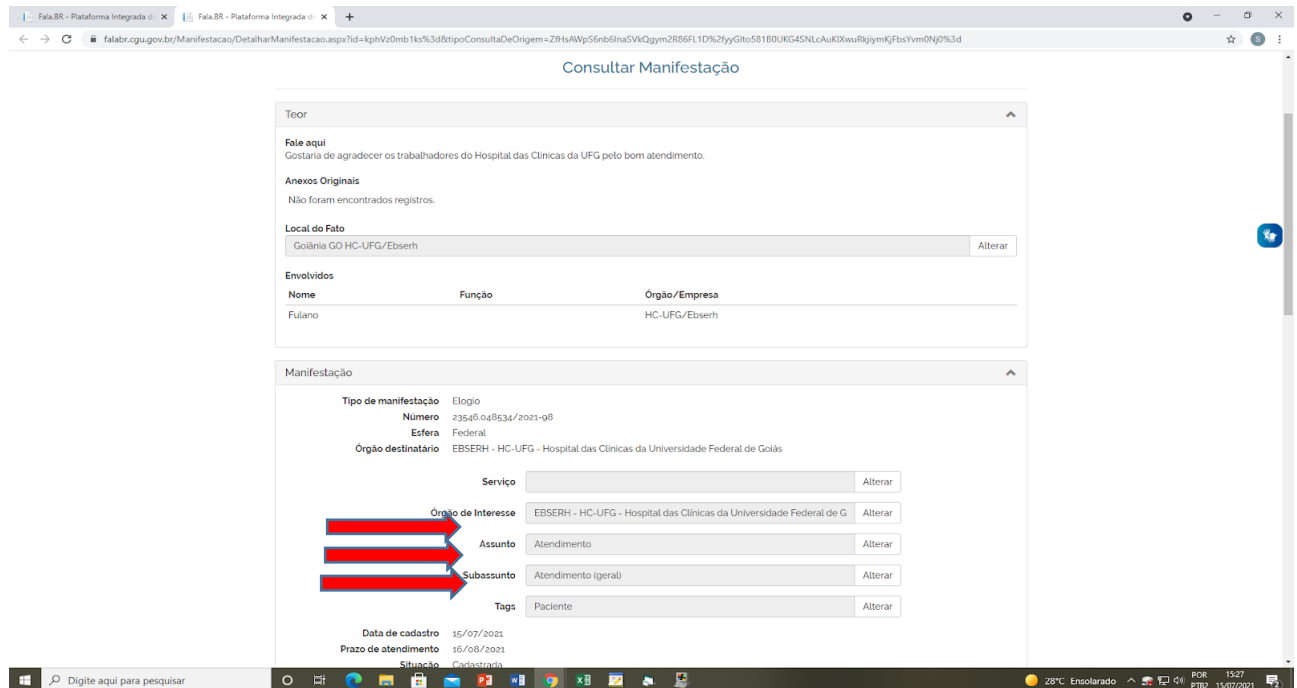 Fala.BR - Plataforma Integrada d
Fala.BR - Plataforma Integrada d
falabr.cgu.gov.br/Manifestacao/DetalharManifestacao.aspx?id=kphVz0mb1ks%3d&tipoConsultaDeOrigem=
S
Consultar Manifestação
Teor
Fale aqui
Gostaria de agradecer os trabalhadores do Hospital das Clínicas da UFG pelo bom atendimento.
Anexos Originais
Não foram encontrados registros.
Local do Fato
Goiânia GO HC-UFG/Ebserh Alterar
Envolvidos
Nome Função Órgão/Empresa
Fulano HC-UFG/Ebserh
Manifestação
Tipo de manifestação Elogio
Número 23546.048534/2021-98
Esfera Federal
Órgão destinatário EBSERH - HC-UFG - Hospital das Clínicas da Universidade Federal de Goiás
Serviço Alterar
Órgão de Interesse EBSERH - HC-UFG - Hospital das Clínicas da Universidade Federal de G Alterar
Assunto Atendimento Alterar
Subassunto Atendimento (geral) Alterar
Tags Paciente Alterar
Data de cadastro 15/07/2021
Prazo de atendimento 16/08/2021
Situação Cadastrada
Digite aqui para pesquisar
28°C Ensolarado
POR 15:27
PTB2 15/07/2021